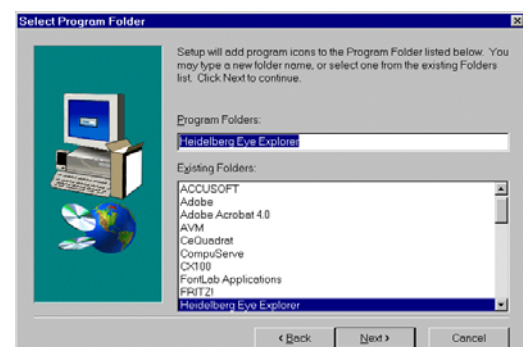 Select Program Folder
Setup will add program icons to the Program Folder listed below. You
may type a new folder name, or select one from the existing Folders
list. Click Next to continue.
Program Folders:
Heidelberg Eye Explorer
Existing Folders:
ACCUSOFT
Adobe
Adobe Acrobat 4.0
AVM
CeQuadrat
CompuServe
CX100
FontLab Applications
FRITZ!
Heidelberg Eye Explorer
< Back Next > Cancel